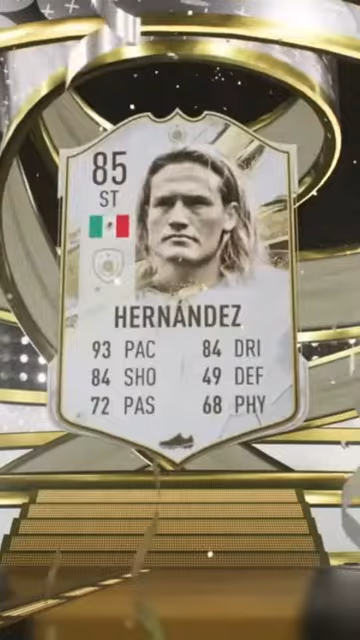 85
ST
HERNÁNDEZ
93 PAC 84 DRI
84 SHO 49 DEF
72 PAS 68 PHY